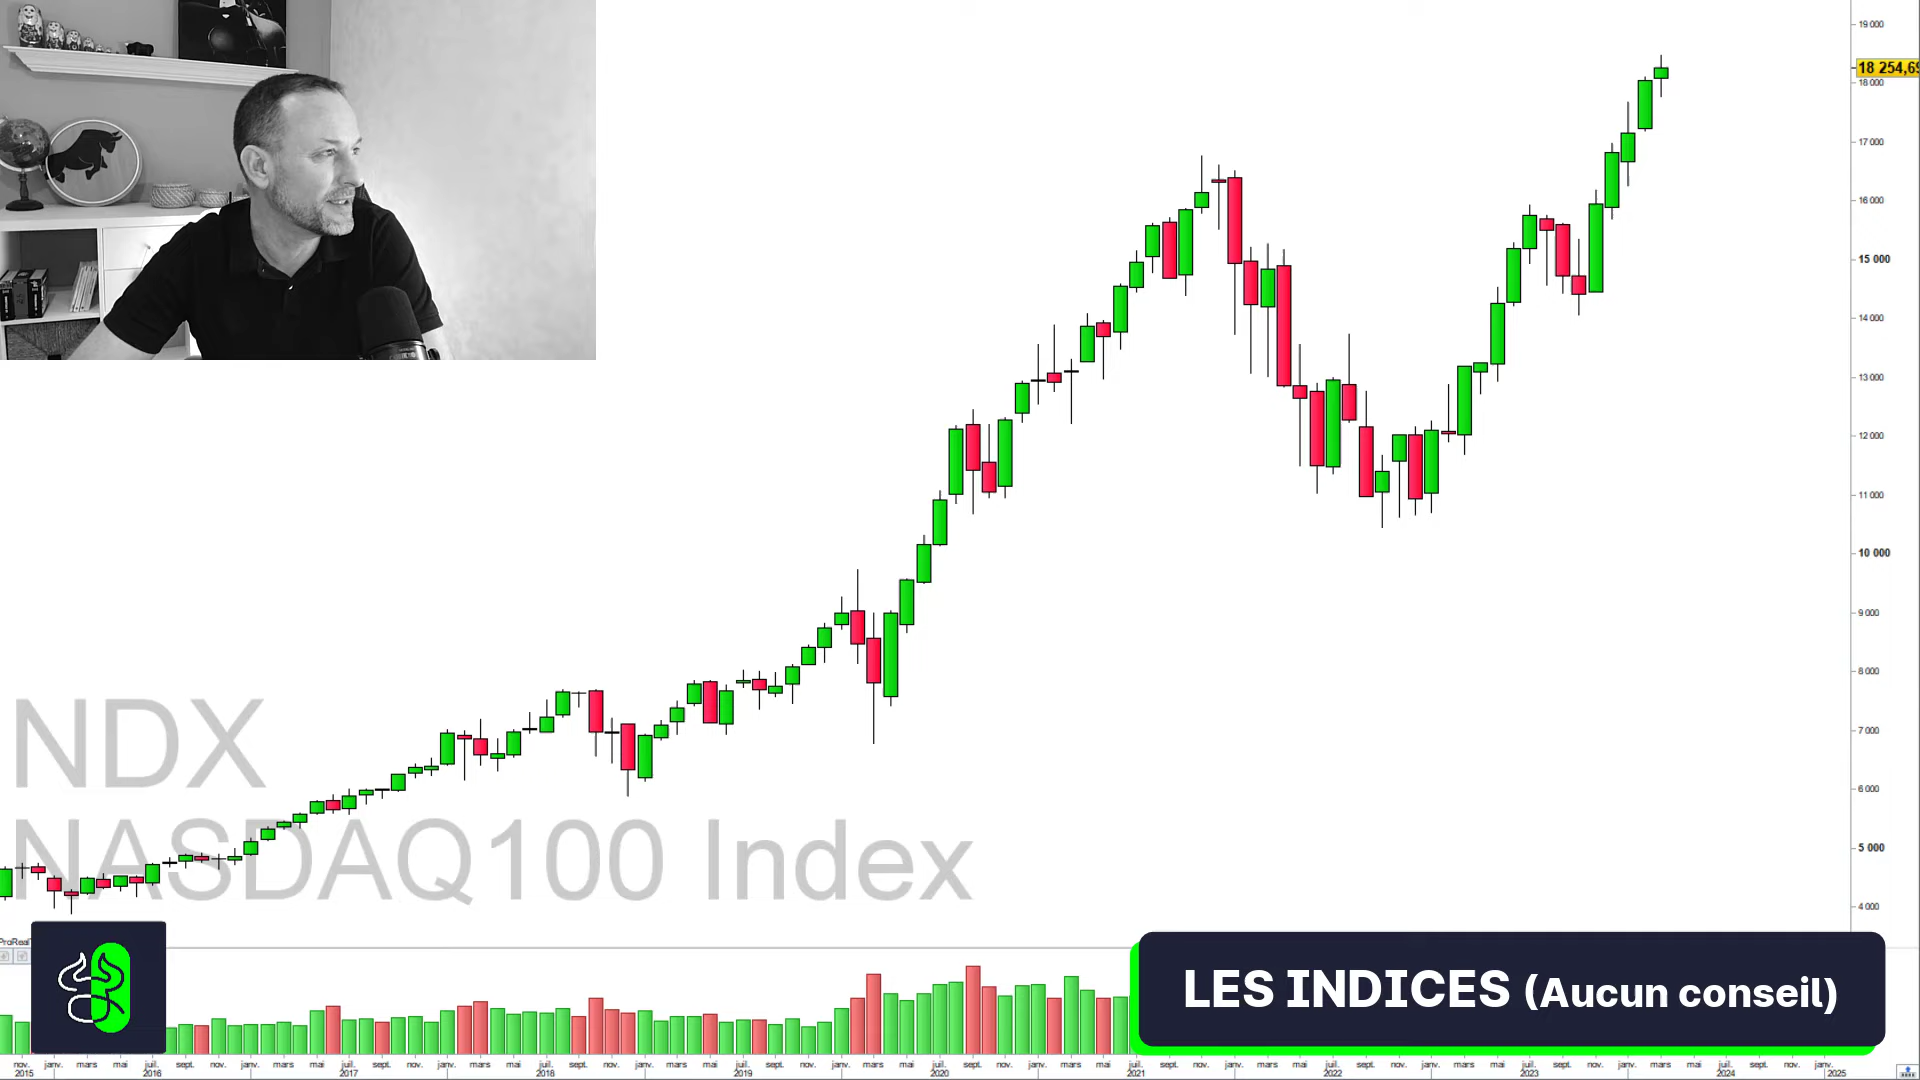 19 000
18 254,69
18 000
17 000
16 000
15 000
14 000
13 000
12 000
11 000
10 000
9 000
8 000
7 000
6 000
5 000
4 000
NDX
NASDAQ100 Index
ProReal
LES INDICES (Aucun conseil)
nov. janv. mars mai juil. sept. nov. janv. mars mai juil. sept. nov. janv. mars mai juil. sept. nov. janv. mars mai juil. sept. nov. janv. mars mai juil. sept. nov. janv. mars mai juil. sept. nov. janv. mars mai juil. sept. nov. janv. mars mai juil. sept. nov. janv. mars mai juil. sept. nov. janv.
2015 2016 2017 2018 2019 2020 2021 2022 2023 2024 2025